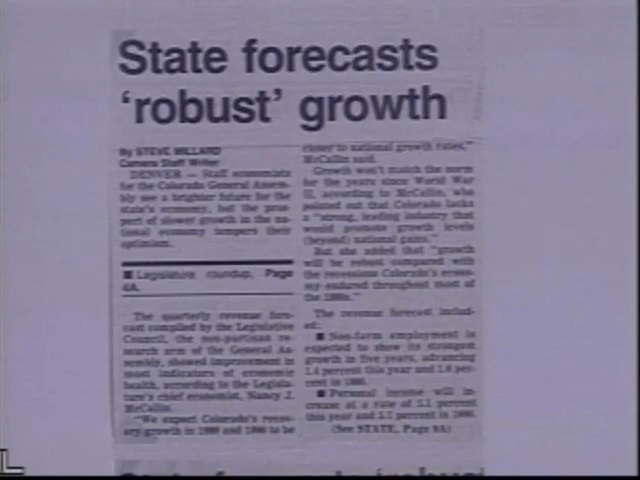 State forecasts
'robust' growth
By STEVE MILLARD
Camera Staff Writer
DENVER — Staff economists
for the Colorado General Assem-
bly see a brighter future for the
state's economy, but the pros-
pect of slower growth in the na-
tional economy tempers their
optimism.
■ Legislature roundup, Page
4A.
The quarterly revenue fore-
cast compiled by the Legislative
Council, the non-partisan re-
search arm of the General As-
sembly, showed improvement in
most indicators of economic
health, according to the Legisla-
ture's chief economist, Nancy J.
McCallin.
"We expect Colorado's recov-
ery growth in 1989 and 1990 to be
closer to national growth rates,"
McCallin said.
Growth won't match the norm
for the years since World War
II, according to McCallin, who
pointed out that Colorado lacks
a "strong, leading industry that
would promote growth levels
(beyond) national gains."
But she added that "growth
will be robust compared with
the recessions Colorado's econo-
my endured throughout most of
the 1980s."
The revenue forecast includ-
ed:
■ Non-farm employment is
expected to show its strongest
growth in five years, advancing
1.4 percent this year and 1.8 per-
cent in 1990.
■ Personal income will in-
crease at a rate of 5.1 percent
this year and 5.7 percent in 1990.
(See STATE, Page 8A)